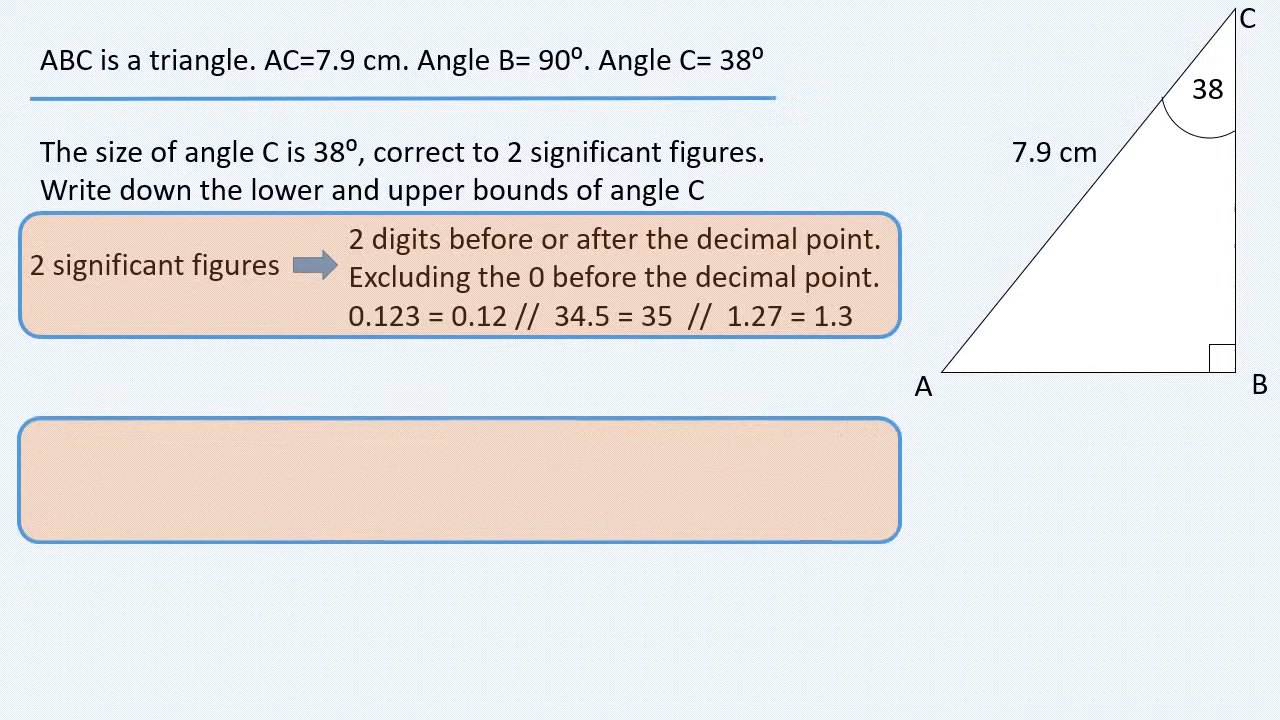 ABC is a triangle. AC=7.9 cm. Angle B= 90⁰. Angle C= 38⁰
The size of angle C is 38⁰, correct to 2 significant figures.
Write down the lower and upper bounds of angle C
2 significant figures
2 digits before or after the decimal point.
Excluding the 0 before the decimal point.
0.123 = 0.12 // 34.5 = 35 // 1.27 = 1.3
C
38
7.9 cm
A
B